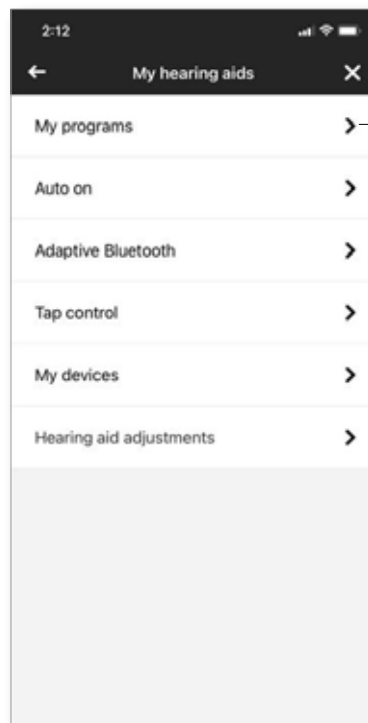 2:12
My hearing aids
My programs
Auto on
Adaptive Bluetooth
Tap control
My devices
Hearing aid adjustments